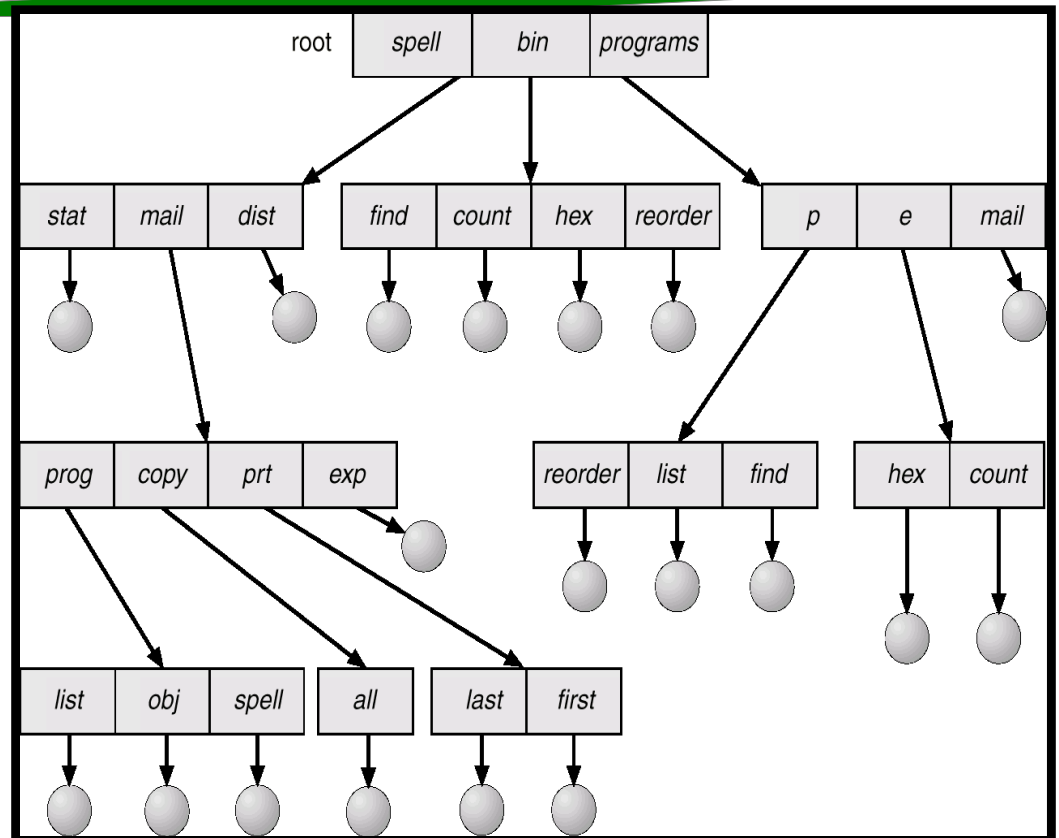 root spell bin programs
stat mail dist find count hex reorder p e mail
prog copy prt exp reorder list find hex count
list obj spell all last first